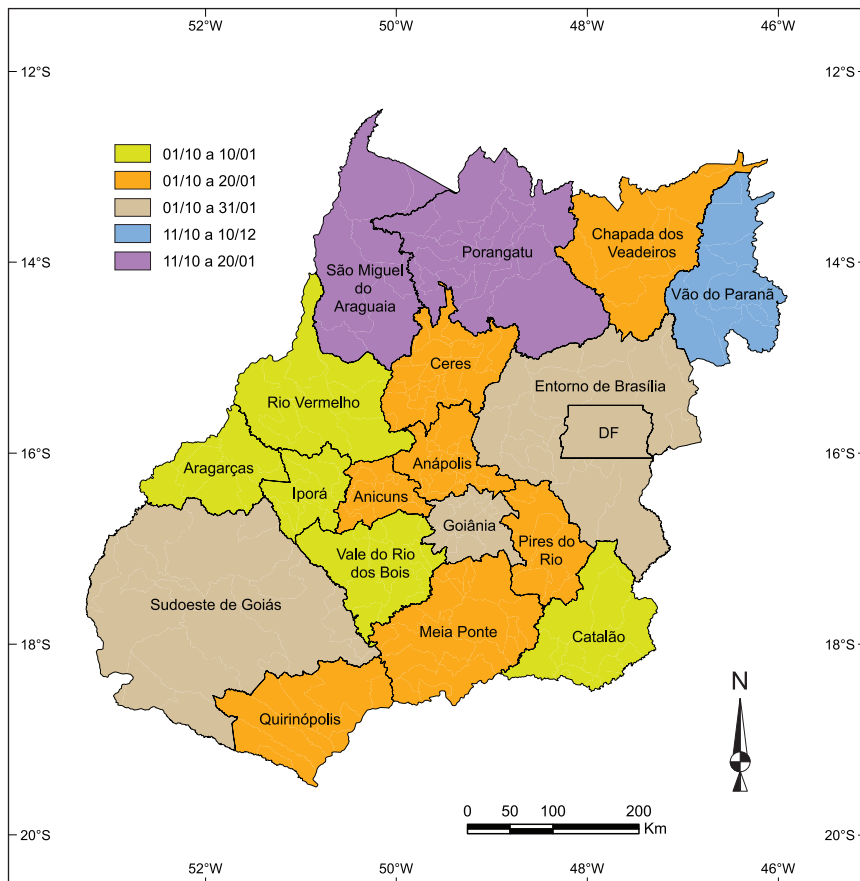 52°W 50°W 48°W 46°W
12°S 12°S
01/10 a 10/01
01/10 a 20/01
01/10 a 31/01
11/10 a 10/12
11/10 a 20/01
14°S 14°S
Chapada dos
Veadeiros
Porangatu
São Miguel
do
Araguaia
Vão do Paranã
Ceres
Entorno de Brasília
Rio Vermelho
16°S 16°S
DF
Aragarças
Anápolis
Iporá
Anicuns
Goiânia
Pires do
Rio
Vale do Rio
dos Bois
Sudoeste de Goiás
18°S 18°S
Meia Ponte
Catalão
Quirinópolis
N
0 50 100 200
Km
20°S 20°S
52°W 50°W 48°W 46°W